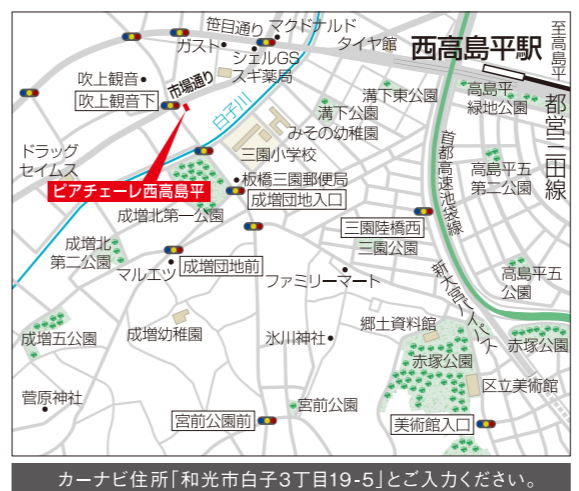 笹目通り
マクドナルド
ガスト
シェルGS
スギ薬局
タイヤ館
西高島平駅
至高島平
都営三田線
吹上観音
市場通り
吹上観音下
白子川
溝下公園
溝下東公園
高島平
緑地公園
みその幼稚園
三園小学校
首都高速池袋線
高島平五
第二公園
ドラッグ
セイムス
ピアチェーレ西高島平
板橋三園郵便局
成増団地入口
成増北第一公園
三園陸橋西
三園公園
成増北
第二公園
マルエツ
成増団地前
ファミリーマート
新大宮バイパス
高島平五
公園
成増五公園
成増幼稚園
氷川神社
郷土資料館
赤塚公園
赤塚公園
区立美術館
菅原神社
宮前公園前
宮前公園
美術館入口
カーナビ住所「和光市白子3丁目19-5」とご入力ください。